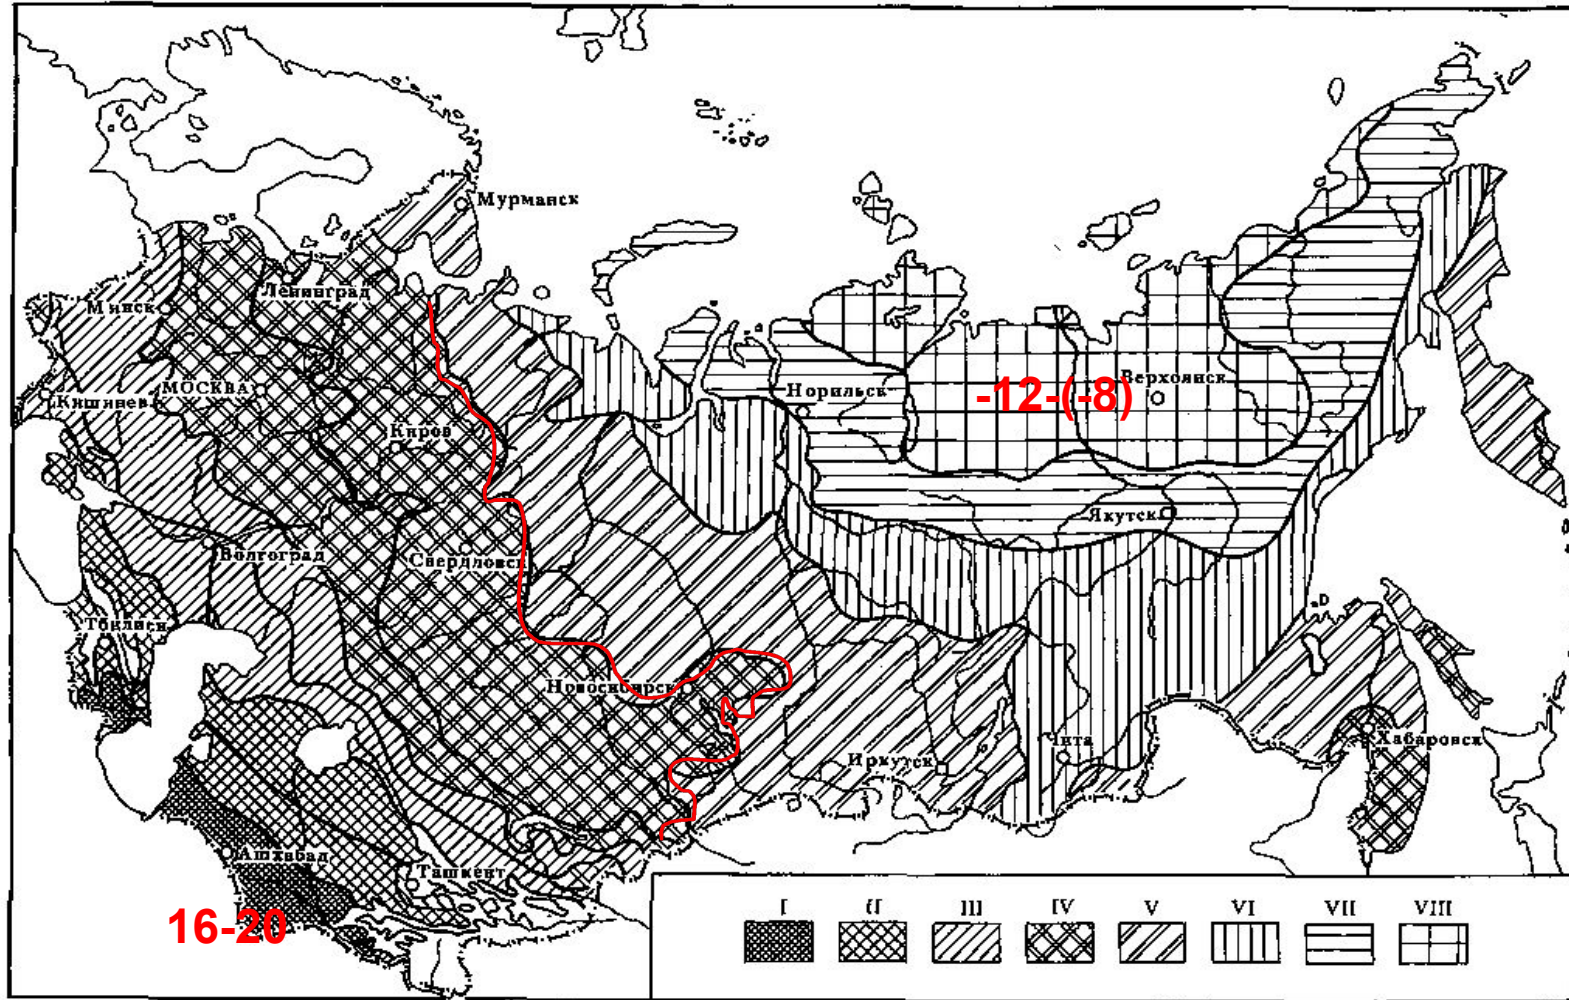 Мурманск
Ленинград
Минск
МОСКВА
Кишинев
Киров
Норильск
-12-(-8)
Верхоянск
Якутск
Волгоград
Свердловск
Тбилиси
Новосибирск
Иркутск
Хабаровск
Ашхабад
Ташкент
16-20
I II III IV V VI VII VIII